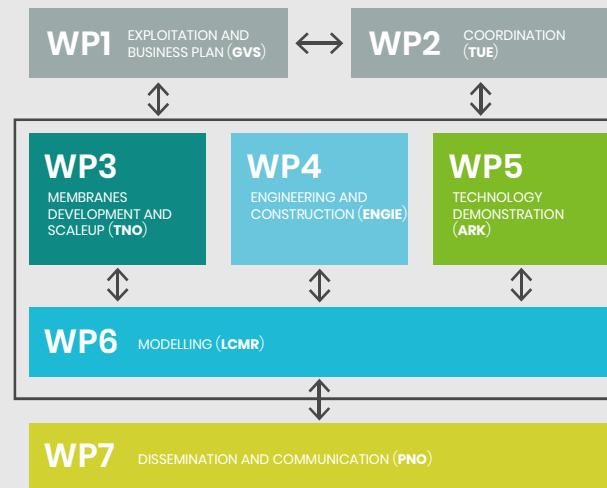 WP1
EXPLOITATION AND
BUSINESS PLAN (GVS)
WP2
COORDINATION
(TUE)
WP3
MEMBRANES
DEVELOPMENT AND
SCALEUP (TNO)
WP4
ENGINEERING AND
CONSTRUCTION (ENGIE)
WP5
TECHNOLOGY
DEMONSTRATION
(ARK)
WP6
MODELLING (LCMR)
WP7
DISSEMINATION AND COMMUNICATION (PNO)